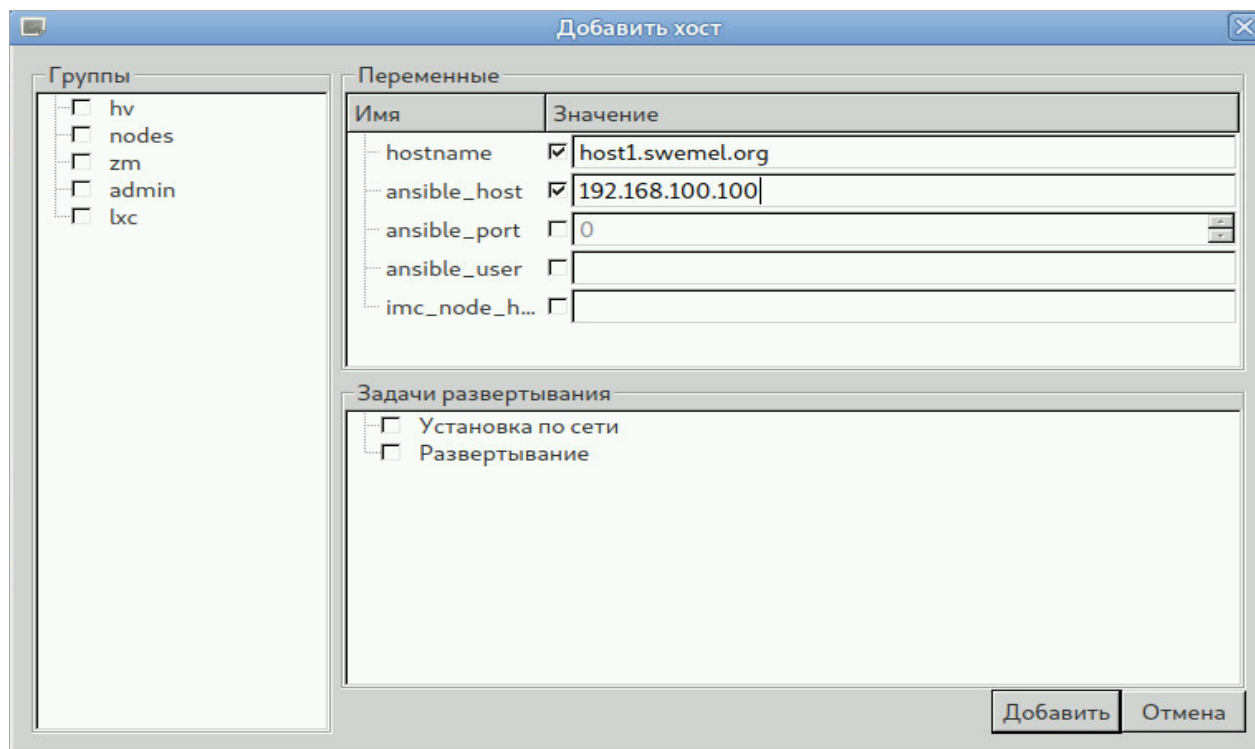 Добавить хост
Группы
hv
nodes
zm
admin
lxc
Переменные
Имя Значение
hostname host1.swemel.org
ansible_host 192.168.100.100
ansible_port 0
ansible_user
imc_node_h...
Задачи развертывания
Установка по сети
Развертывание
Добавить Отмена